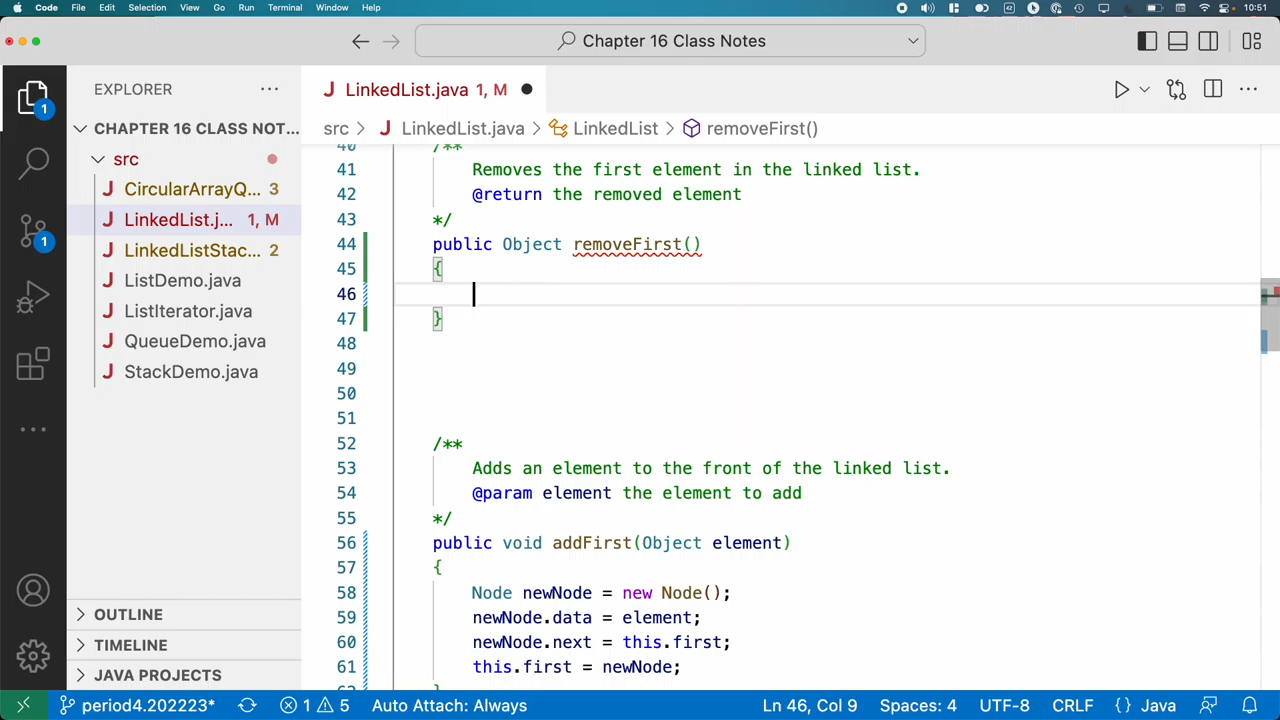 Code File Edit Selection View Go Run Terminal Window Help 10:51
Chapter 16 Class Notes
EXPLORER
LinkedList.java 1, M
CHAPTER 16 CLASS NOT...
src > LinkedList.java > LinkedList > removeFirst()
src
CircularArrayQ... 3
LinkedList.j... 1, M
LinkedListStac... 2
ListDemo.java
ListIterator.java
QueueDemo.java
StackDemo.java
OUTLINE
TIMELINE
JAVA PROJECTS
1
1
40 /**
41 Removes the first element in the linked list.
42 @return the removed element
43 */
44 public Object removeFirst()
45 {
46
47 }
48
49
50
51
52 /**
53 Adds an element to the front of the linked list.
54 @param element the element to add
55 */
56 public void addFirst(Object element)
57 {
58 Node newNode = new Node();
59 newNode.data = element;
60 newNode.next = this.first;
61 this.first = newNode;
period4.202223* 1 5 Auto Attach: Always Ln 46, Col 9 Spaces: 4 UTF-8 CRLF {} Java